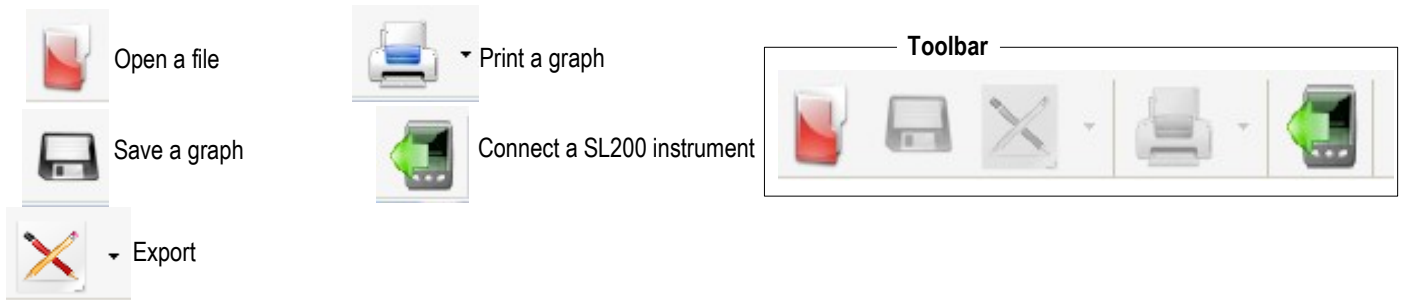 Open a file
Print a graph
Toolbar
Save a graph
Connect a SL200 instrument
Export